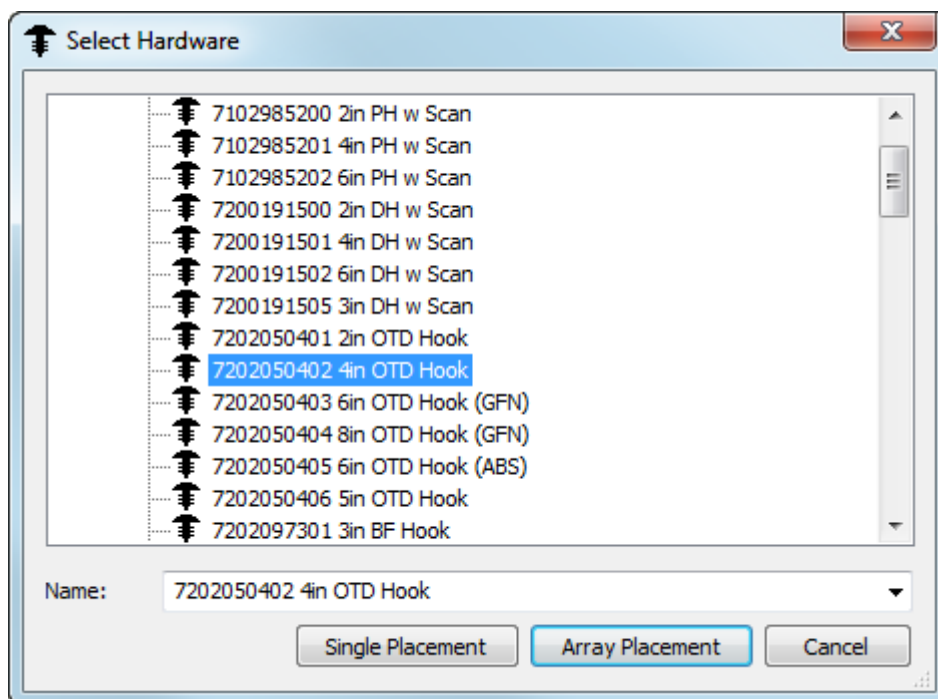 Select Hardware
7102985200 2in PH w Scan
7102985201 4in PH w Scan
7102985202 6in PH w Scan
7200191500 2in DH w Scan
7200191501 4in DH w Scan
7200191502 6in DH w Scan
7200191505 3in DH w Scan
7202050401 2in OTD Hook
7202050402 4in OTD Hook
7202050403 6in OTD Hook (GFN)
7202050404 8in OTD Hook (GFN)
7202050405 6in OTD Hook (ABS)
7202050406 5in OTD Hook
7202097301 3in BF Hook
Name: 7202050402 4in OTD Hook
Single Placement Array Placement Cancel